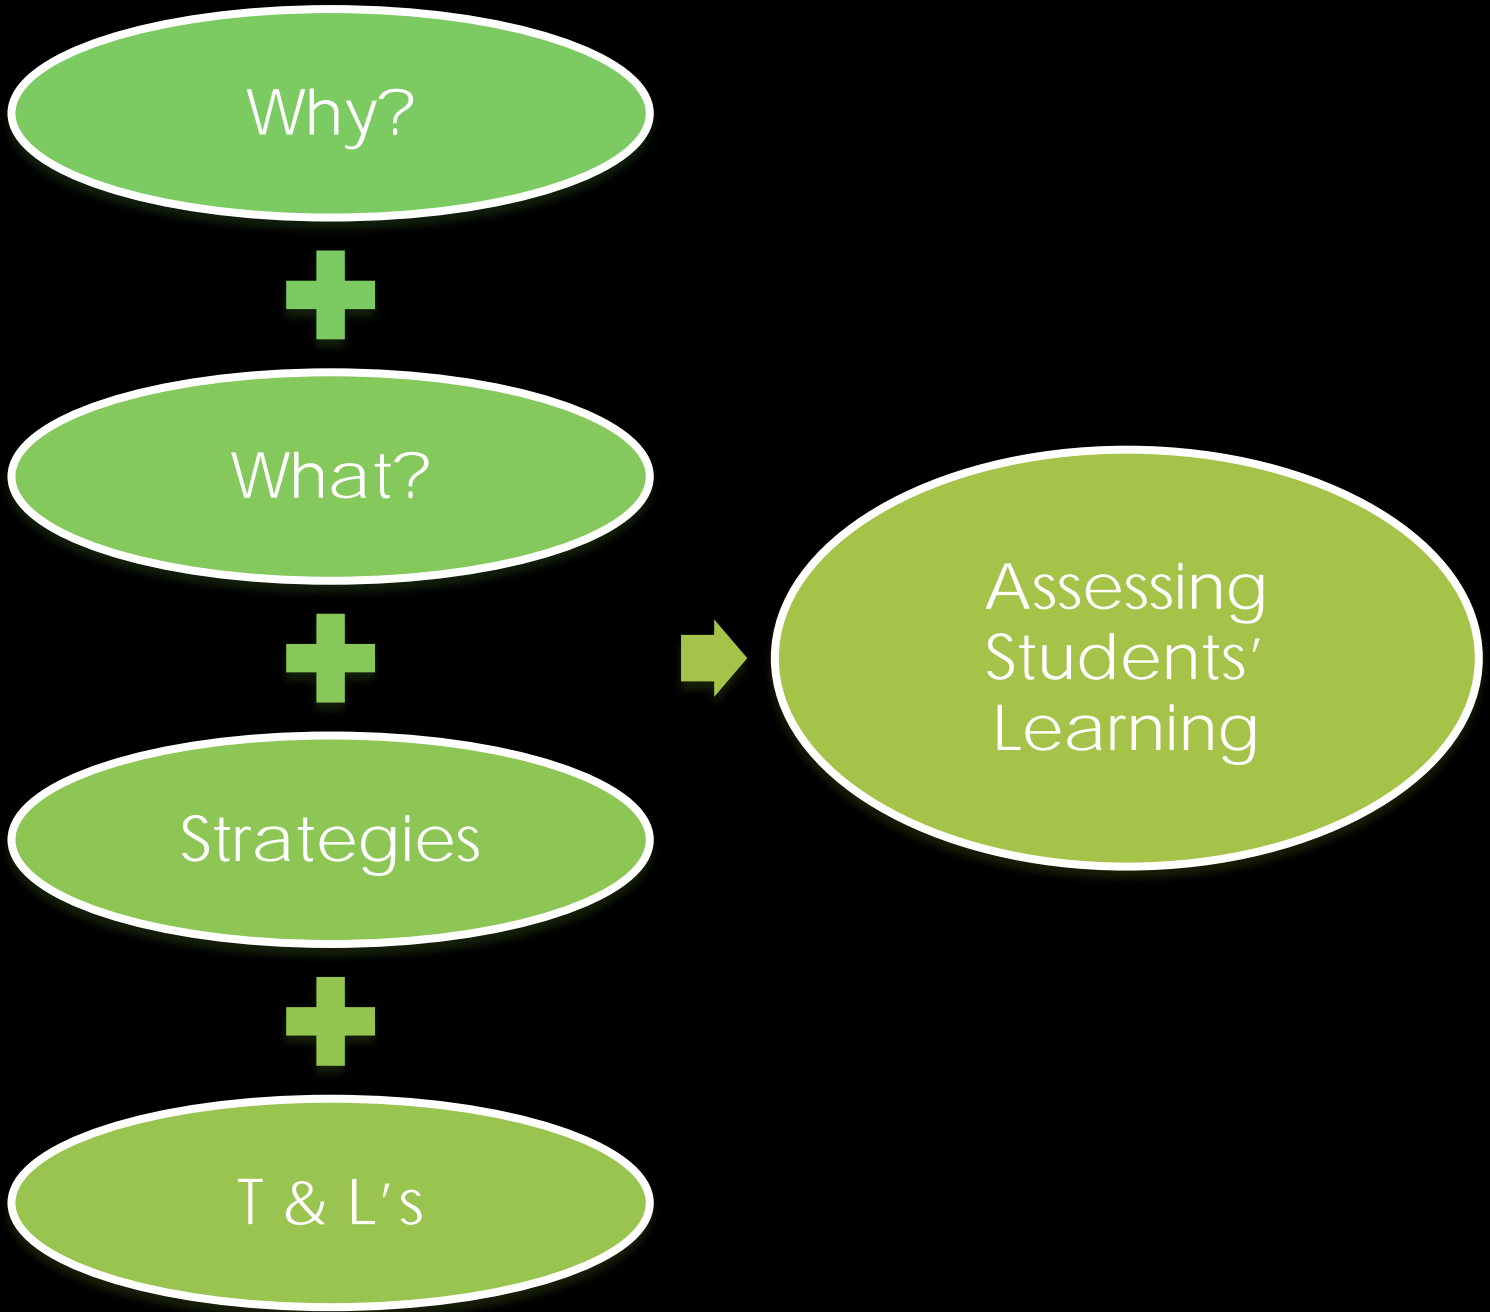 Why?
What?
Strategies
T & L’s
Assessing
Students’
Learning